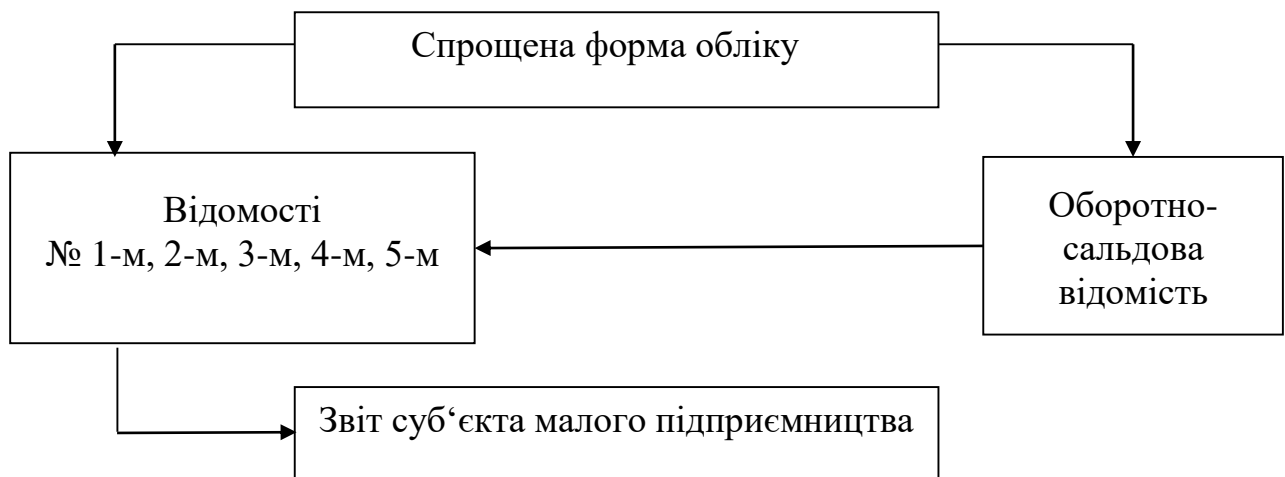 Спрощена форма обліку
Відомості
№ 1-м, 2-м, 3-м, 4-м, 5-м
Оборотно-
сальдова
відомість
Звіт суб‘єкта малого підприємництва